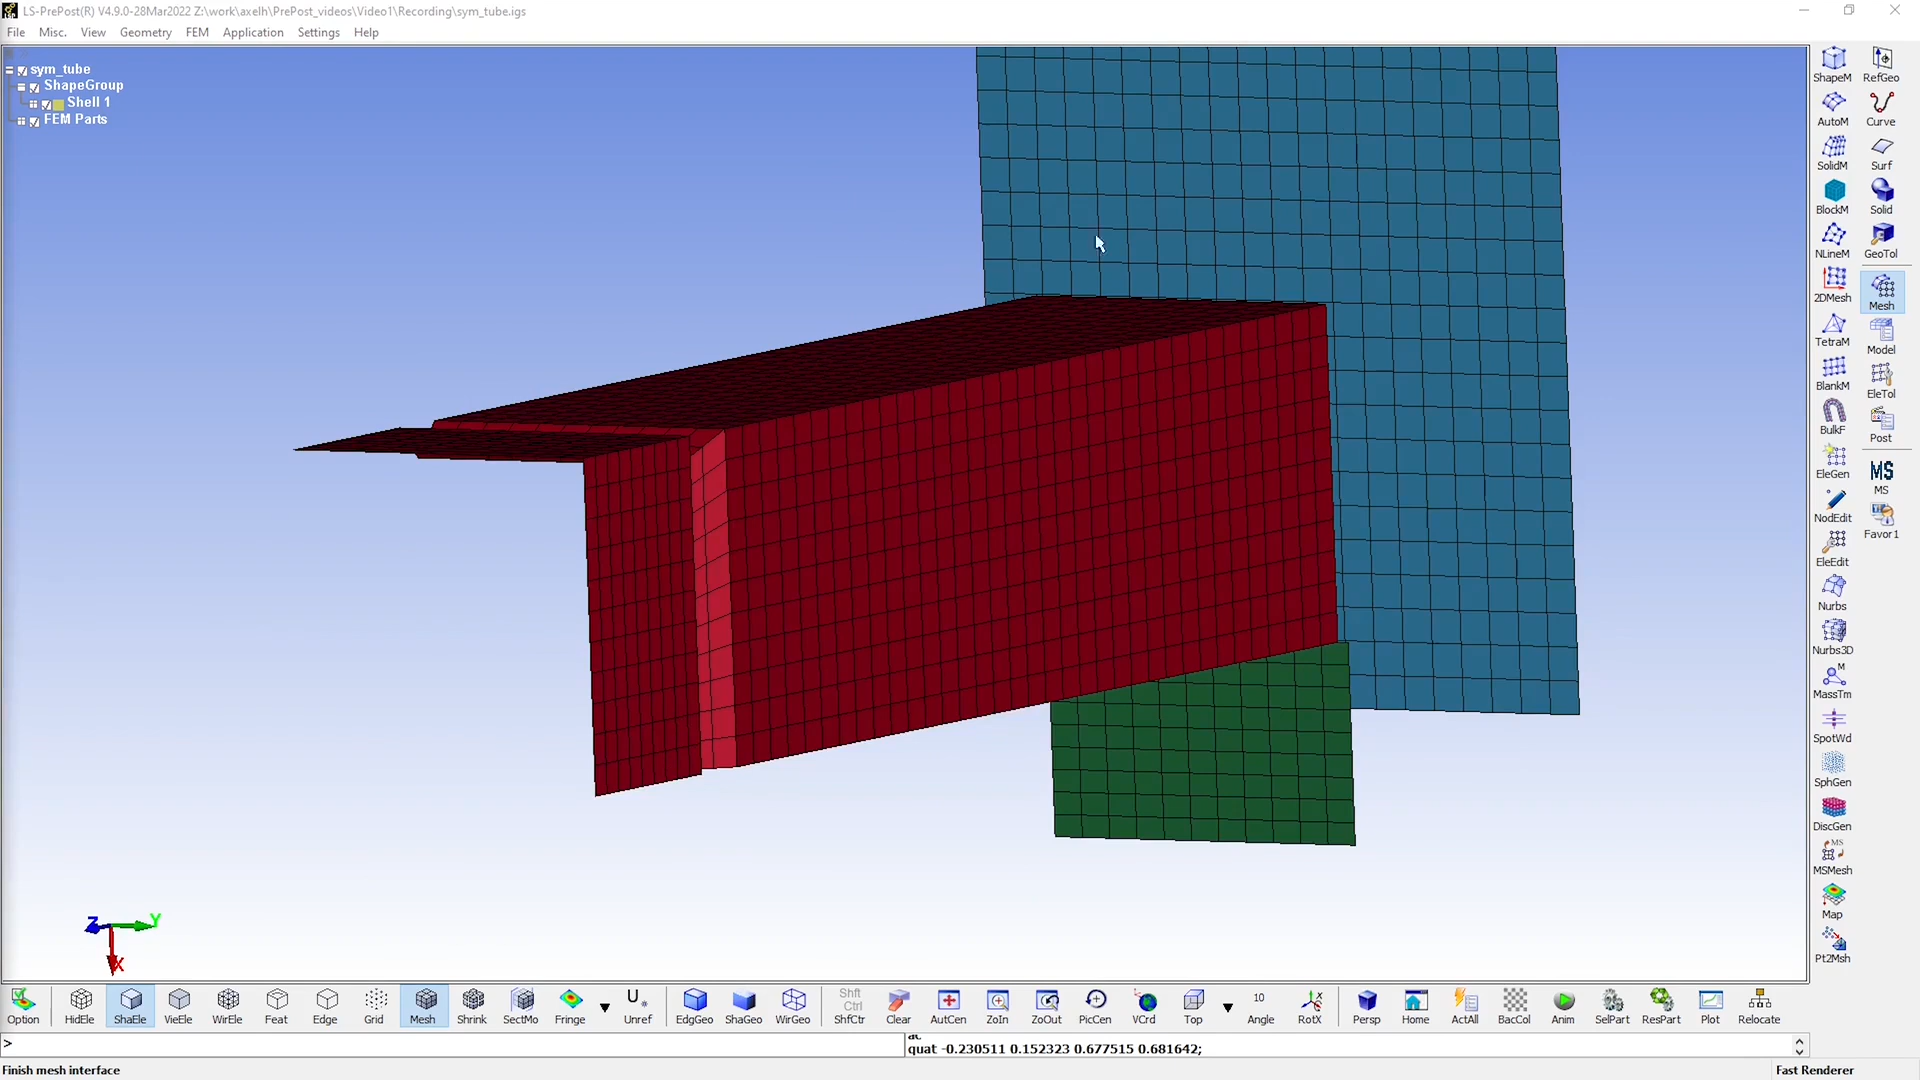 LS-PrePost(R) V4.9.0-28Mar2022 Z:\work\axelh\PrePost_videos\Video1\Recording\sym_tube.igs
File Misc. View Geometry FEM Application Settings Help
sym_tube
ShapeGroup
Shell 1
FEM Parts
ShapeM RefGeo
AutoM Curve
SolidM Surf
BlockM Solid
NLineM GeoTol
2DMesh Mesh
TetraM Model
BlankM EleTol
BulkF Post
EleGen MS
MS
NodEdit Favor1
EleEdit
Nurbs
Nurbs3D
M
MassTm
SpotWd
SphGen
DiscGen
MS
MSMesh
Map
Pt2Msh
Z Y
X
Option HidEle ShaEle VieEle WirEle Feat Edge Grid Mesh Shrink SectMo Fringe U. Unref EdgGeo ShaGeo WirGeo Shft Ctrl ShfCtr Clear AutCen ZoIn ZoOut PicCen VCrd Top 10 Angle RotX Persp Home ActAll BacCol Anim SelPart ResPart Plot Relocate
>
ac
quat -0.230511 0.152323 0.677515 0.681642;
Finish mesh interface Fast Renderer